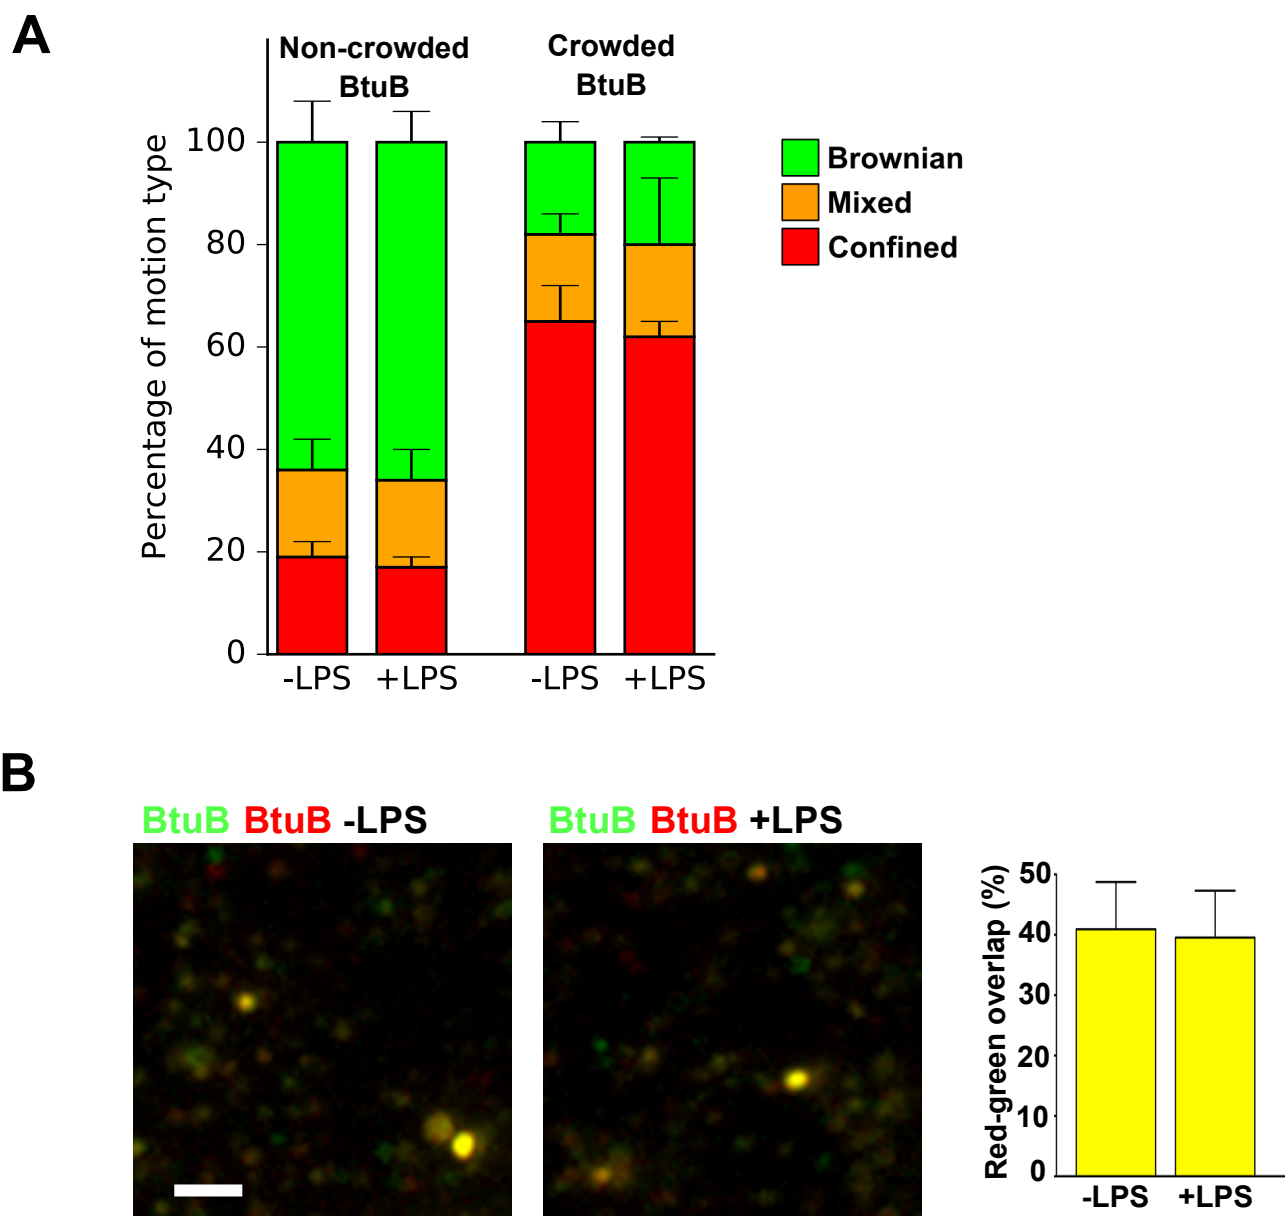 A
Non-crowded
BtuB
Crowded
BtuB
Percentage of motion type
100
80
60
40
20
0
-LPS +LPS -LPS +LPS
Brownian
Mixed
Confined
B
BtuB BtuB -LPS
BtuB BtuB +LPS
Red-green overlap (%)
50
40
30
20
10
0
-LPS +LPS